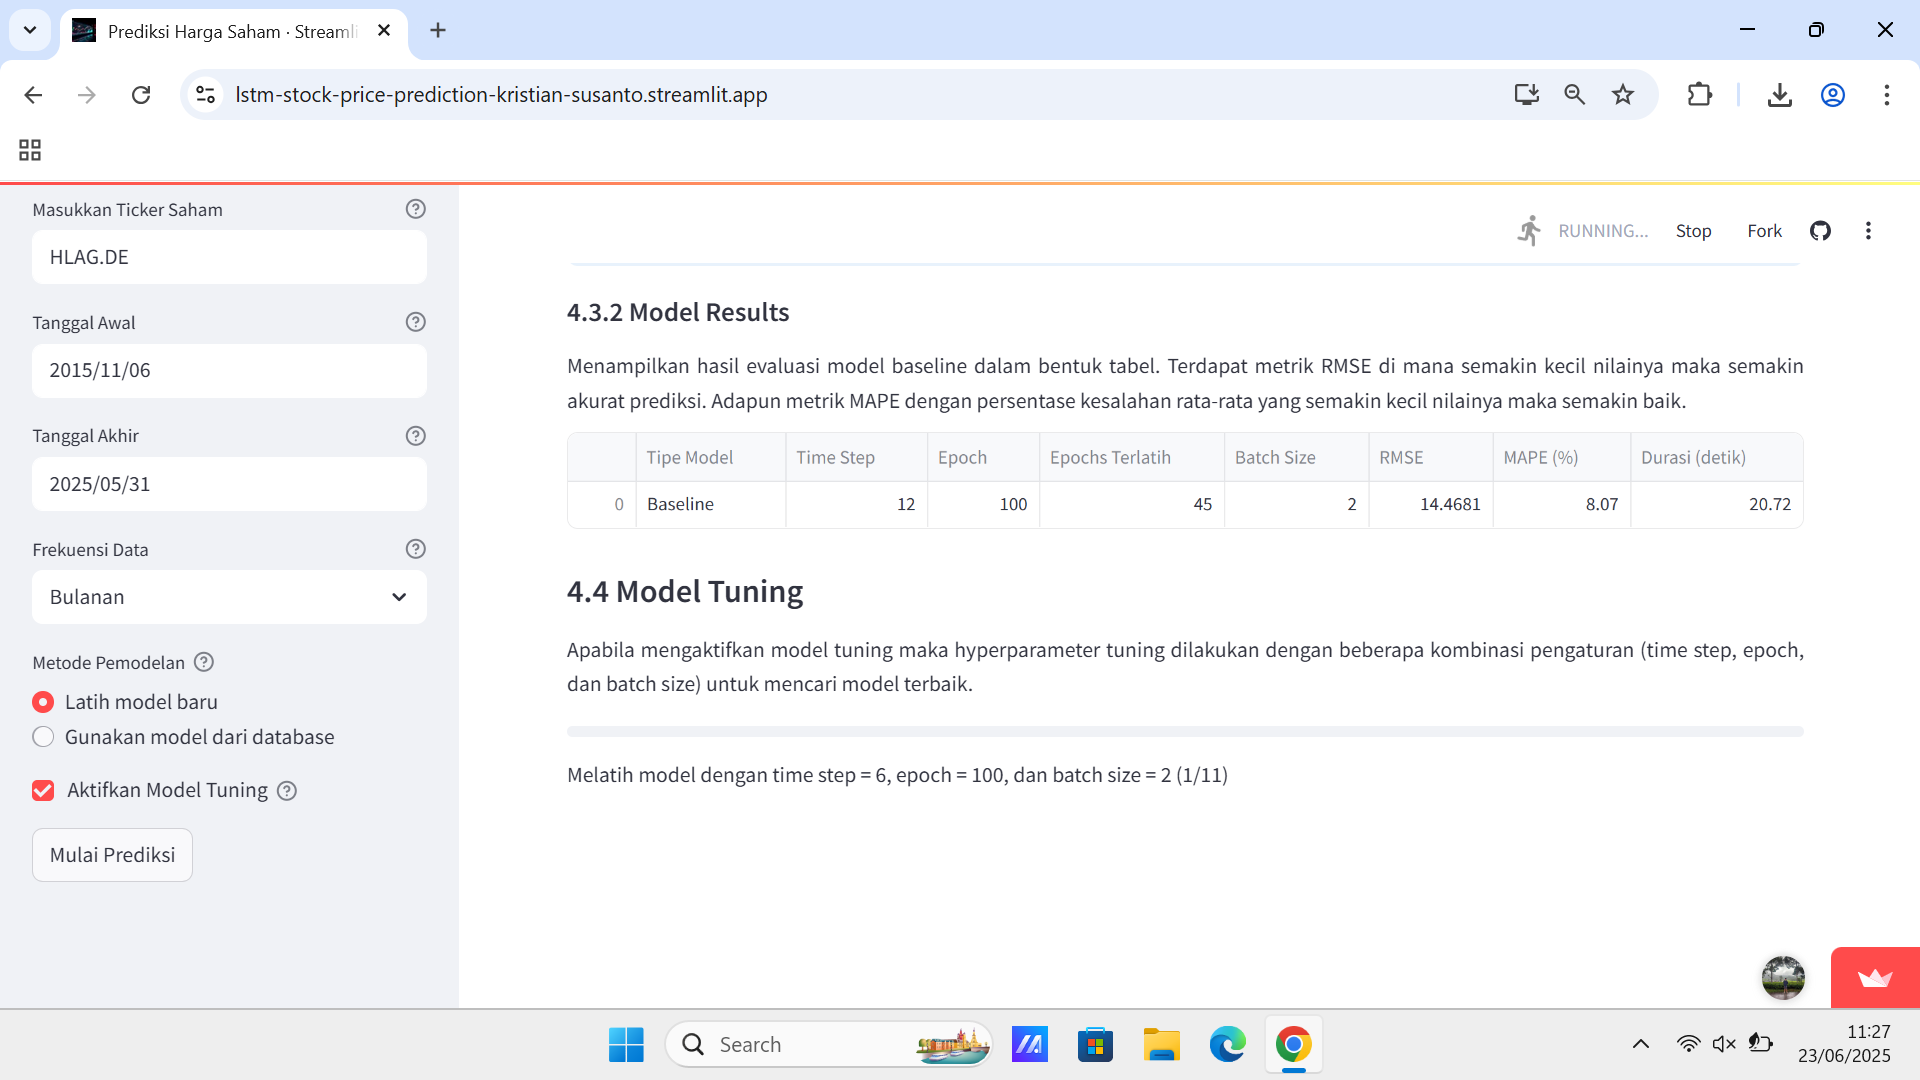 Prediksi Harga Saham · Streamli
lstm-stock-price-prediction-kristian-susanto.streamlit.app
Masukkan Ticker Saham
HLAG.DE
Tanggal Awal
2015/11/06
Tanggal Akhir
2025/05/31
Frekuensi Data
Bulanan
Metode Pemodelan
Latih model baru
Gunakan model dari database
Aktifkan Model Tuning
Mulai Prediksi
RUNNING... Stop Fork
4.3.2 Model Results
Menampilkan hasil evaluasi model baseline dalam bentuk tabel. Terdapat metrik RMSE di mana semakin kecil nilainya maka semakin
akurat prediksi. Adapun metrik MAPE dengan persentase kesalahan rata-rata yang semakin kecil nilainya maka semakin baik.
Tipe Model Time Step Epoch Epochs Terlatih Batch Size RMSE MAPE (%) Durasi (detik)
0 Baseline 12 100 45 2 14.4681 8.07 20.72
4.4 Model Tuning
Apabila mengaktifkan model tuning maka hyperparameter tuning dilakukan dengan beberapa kombinasi pengaturan (time step, epoch,
dan batch size) untuk mencari model terbaik.
Melatih model dengan time step = 6, epoch = 100, dan batch size = 2 (1/11)
Search
11:27
23/06/2025